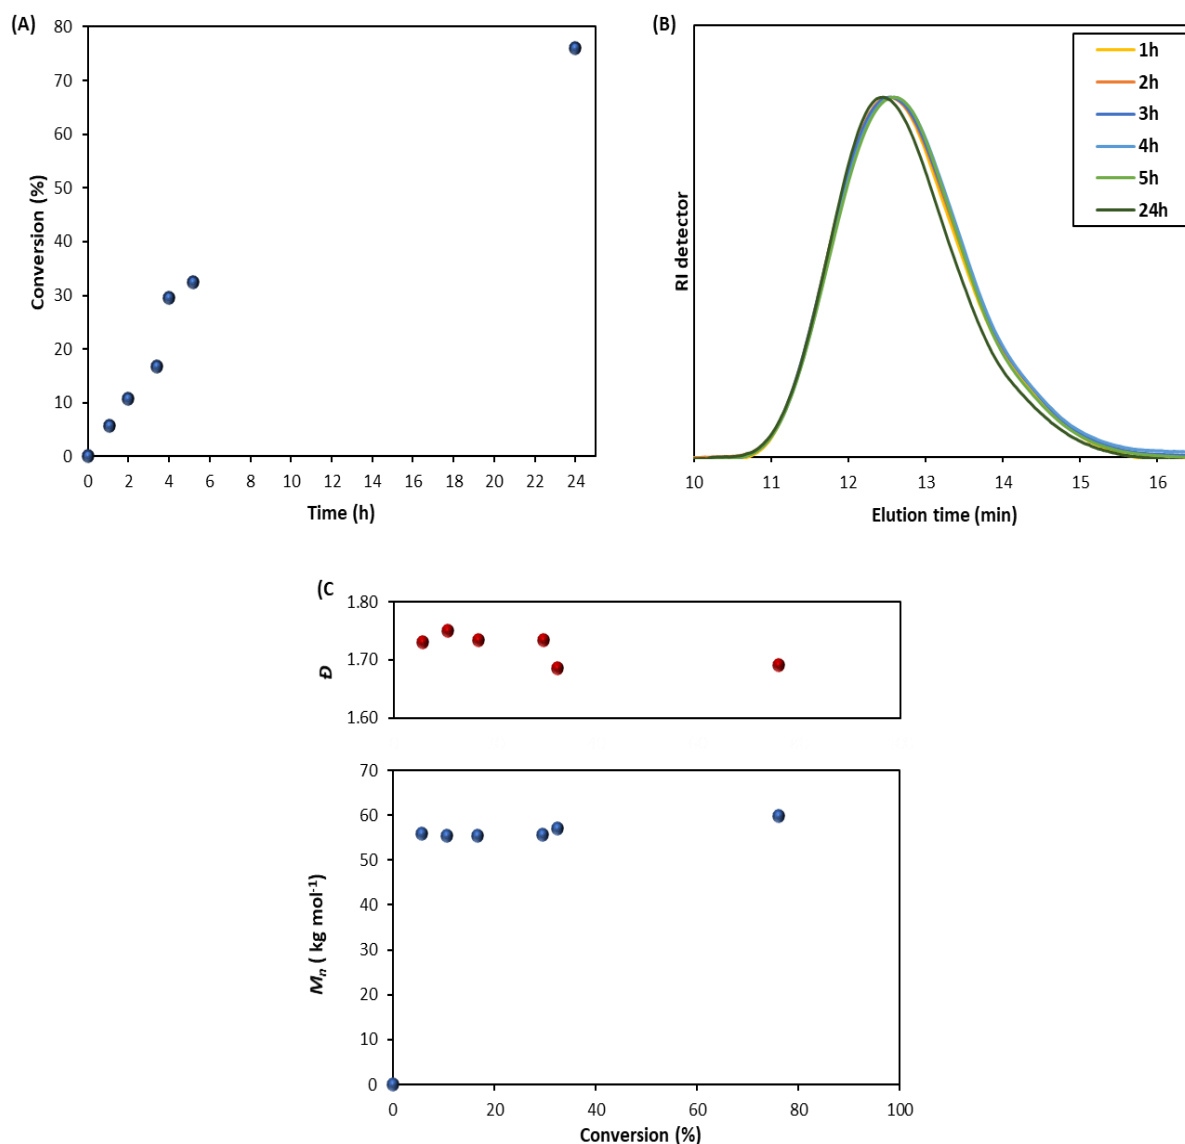 (A)
80
70
60
50
40
30
20
10
0
Conversion (%)
0 2 4 6 8 10 12 14 16 18 20 22 24
Time (h)
(B)
1h
2h
3h
4h
5h
24h
RI detector
10 11 12 13 14 15 16
Elution time (min)
(C
1.80
1.70
1.60
Đ
70
60
50
40
30
20
10
0
Mn ( kg mol-1)
0 20 40 60 80 100
Conversion (%)